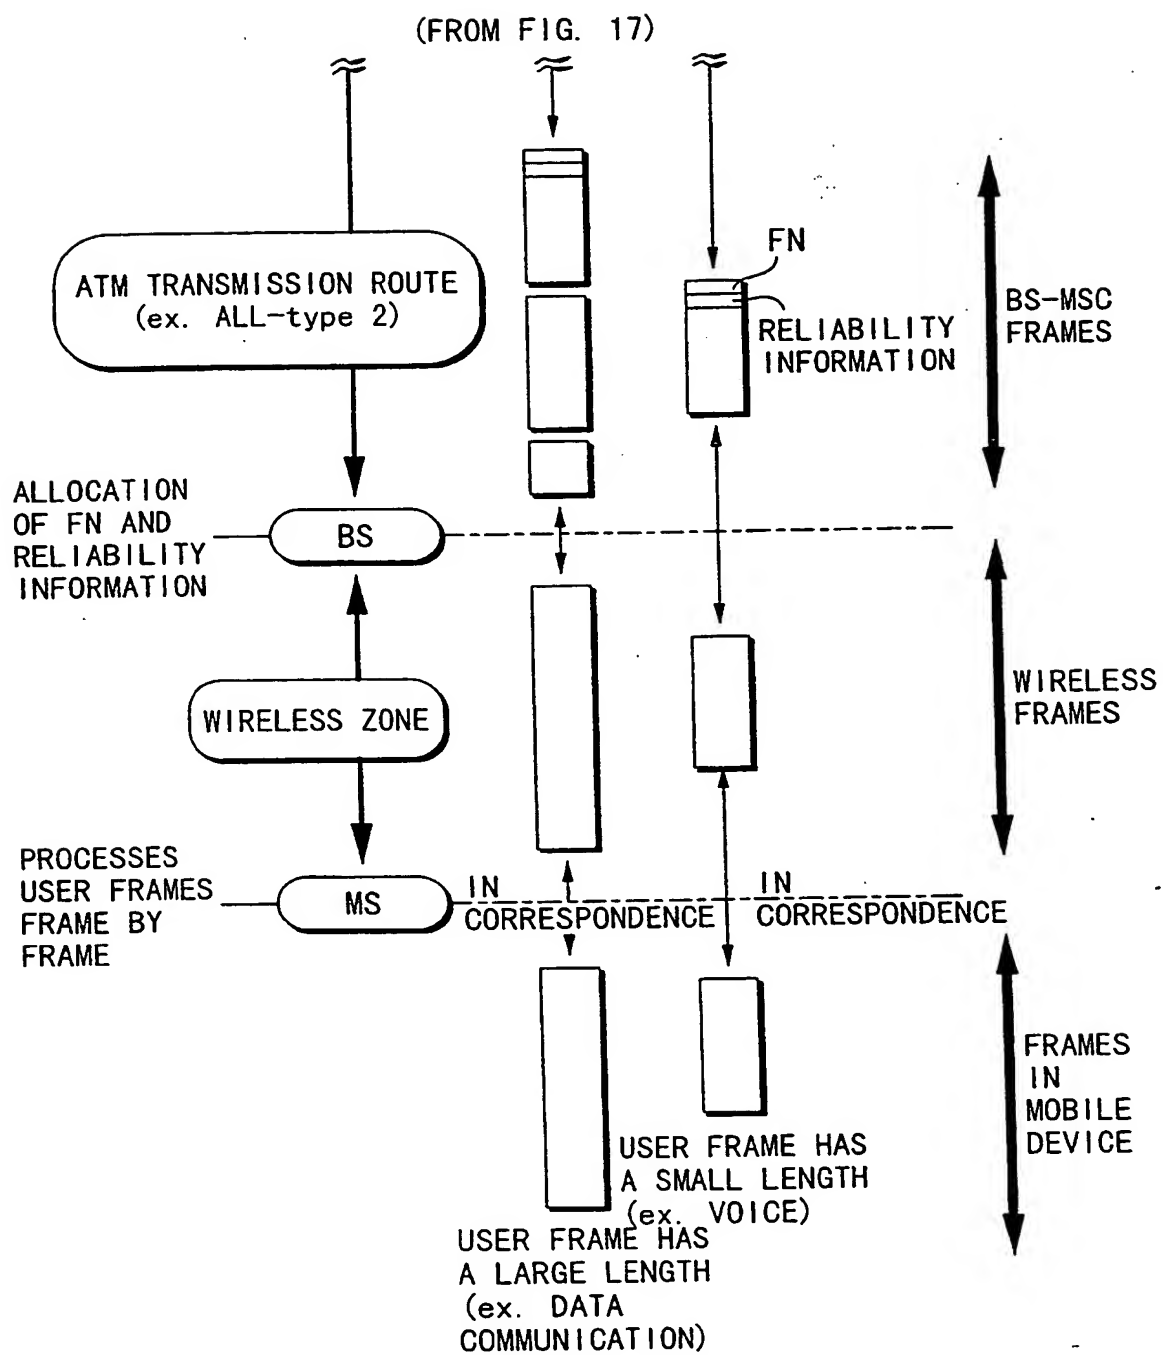 (FROM FIG. 17)
ATM TRANSMISSION ROUTE
(ex. ALL-type 2)
FN
RELIABILITY
INFORMATION
BS-MSC
FRAMES
ALLOCATION
OF FN AND
RELIABILITY
INFORMATION
BS
WIRELESS ZONE
WIRELESS
FRAMES
PROCESSES
USER FRAMES
FRAME BY
FRAME
MS
IN
CORRESPONDENCE
IN
CORRESPONDENCE
FRAMES
IN
MOBILE
DEVICE
USER FRAME HAS
A SMALL LENGTH
(ex. VOICE)
USER FRAME HAS
A LARGE LENGTH
(ex. DATA
COMMUNICATION)